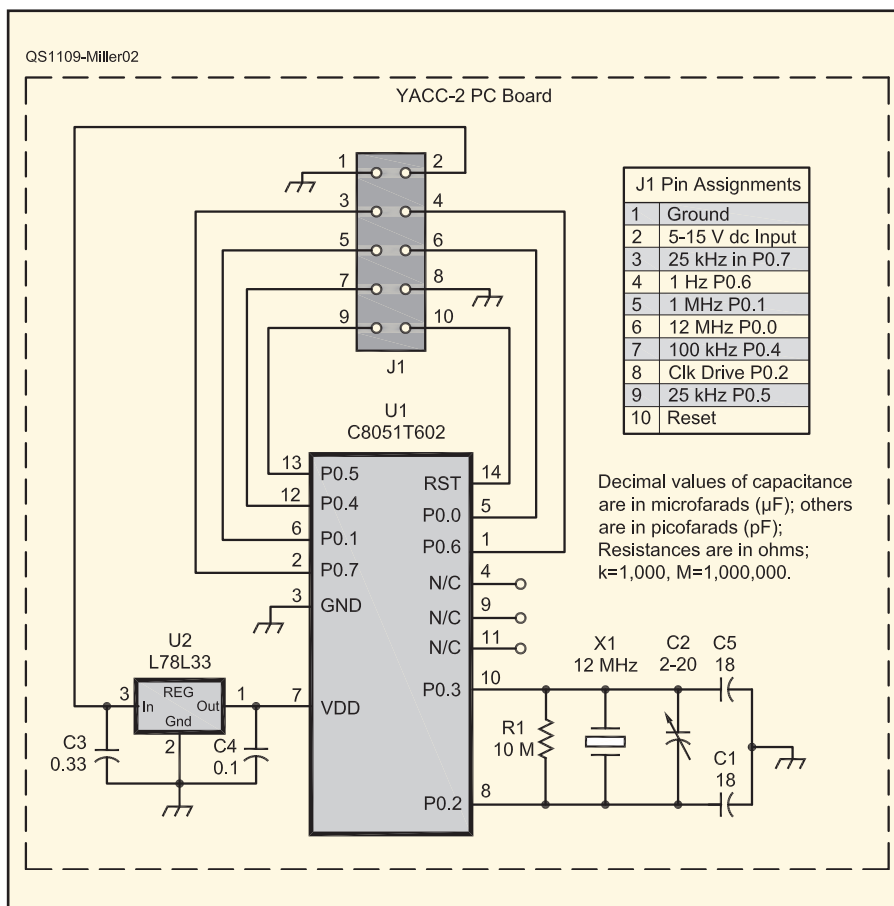 QS1109-Miller02
YACC-2 PC Board
1
2
3
4
5
6
7
8
9
10
J1
J1 Pin Assignments
1 Ground
2 5-15 V dc Input
3 25 kHz in P0.7
4 1 Hz P0.6
5 1 MHz P0.1
6 12 MHz P0.0
7 100 kHz P0.4
8 Clk Drive P0.2
9 25 kHz P0.5
10 Reset
Decimal values of capacitance
are in microfarads (µF); others
are in picofarads (pF);
Resistances are in ohms;
k=1,000, M=1,000,000.
U1
C8051T602
13 P0.5
12 P0.4
6 P0.1
2 P0.7
3 GND
7 VDD
RST 14
P0.0 5
P0.6 1
N/C 4
N/C 9
N/C 11
P0.3 10
P0.2 8
U2
L78L33
REG
3 In
Out 1
Gnd
2
C3
0.33
C4
0.1
R1
10 M
X1
12 MHz
C2
2-20
C5
18
C1
18